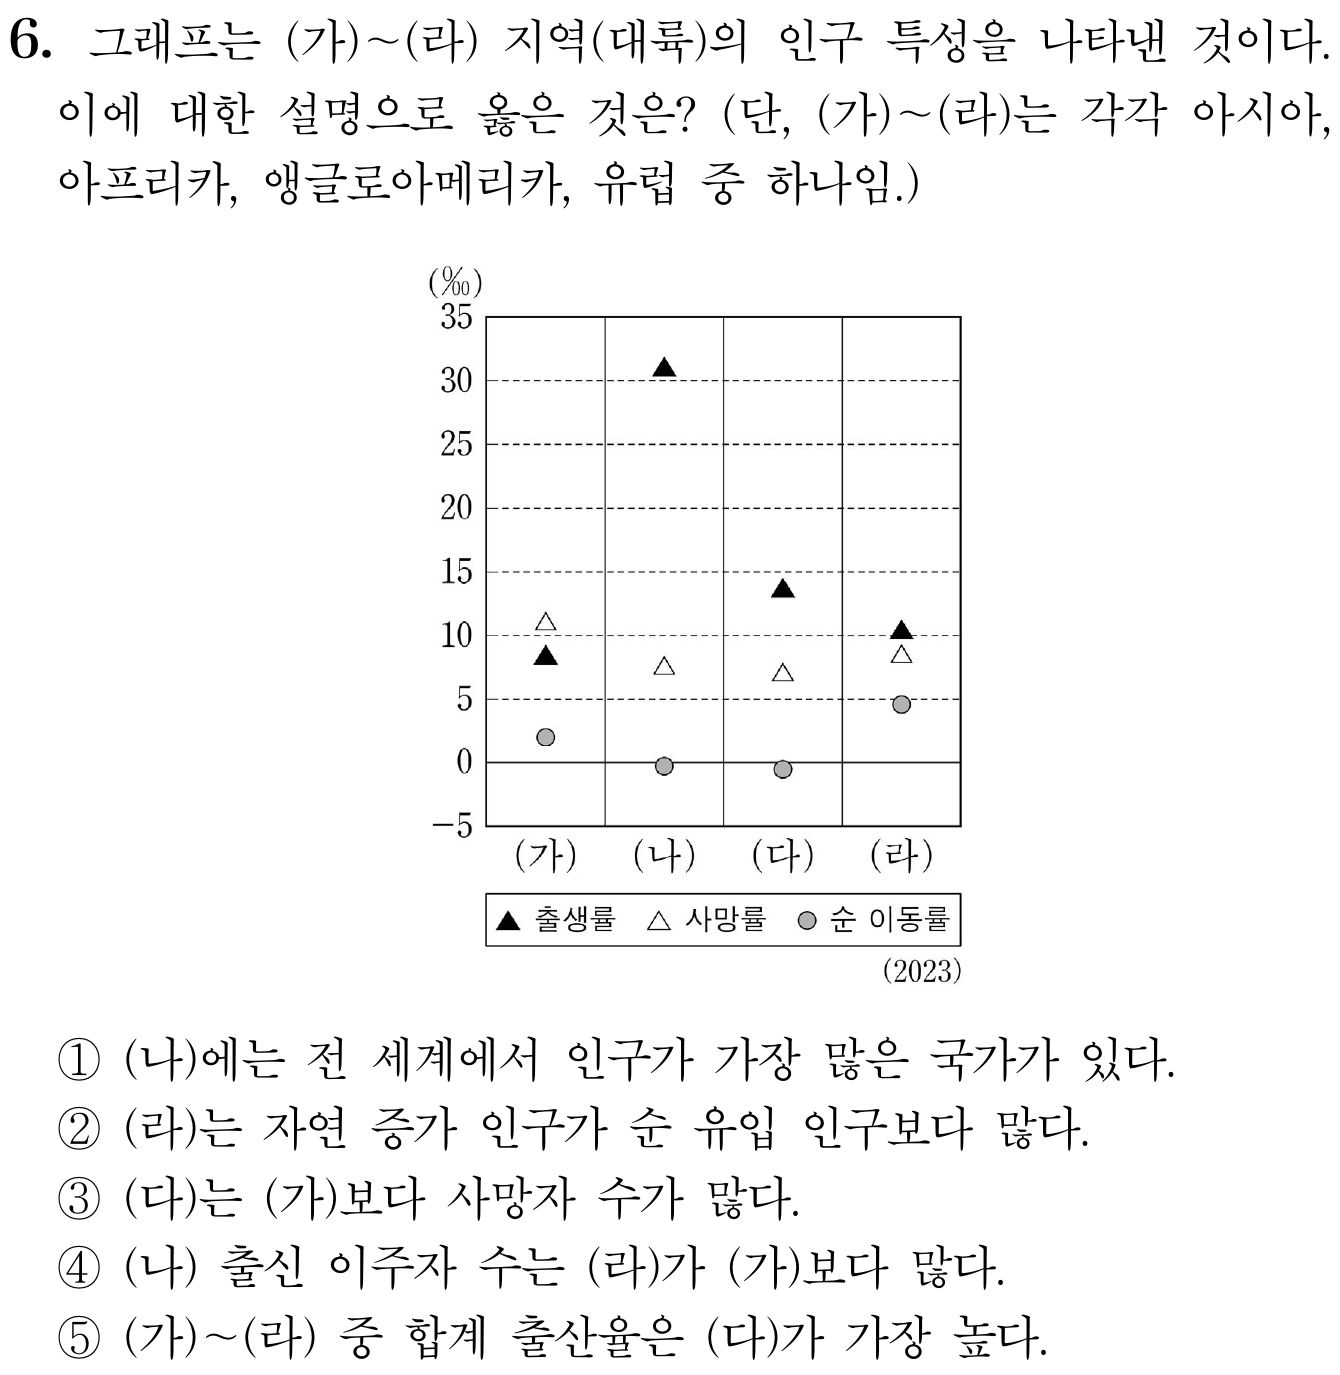 6. 그래프는 (가)~(라) 지역(대륙)의 인구 특성을 나타낸 것이다.
이에 대한 설명으로 옳은 것은? (단, (가)~(라)는 각각 아시아,
아프리카, 앵글로아메리카, 유럽 중 하나임.)
(‰)
35
30
25
20
15
10
5
0
-5
(가) (나) (다) (라)
▲ 출생률 △ 사망률 ● 순 이동률
(2023)
① (나)에는 전 세계에서 인구가 가장 많은 국가가 있다.
② (라)는 자연 증가 인구가 순 유입 인구보다 많다.
③ (다)는 (가)보다 사망자 수가 많다.
④ (나) 출신 이주자 수는 (라)가 (가)보다 많다.
⑤ (가)~(라) 중 합계 출산율은 (다)가 가장 높다.